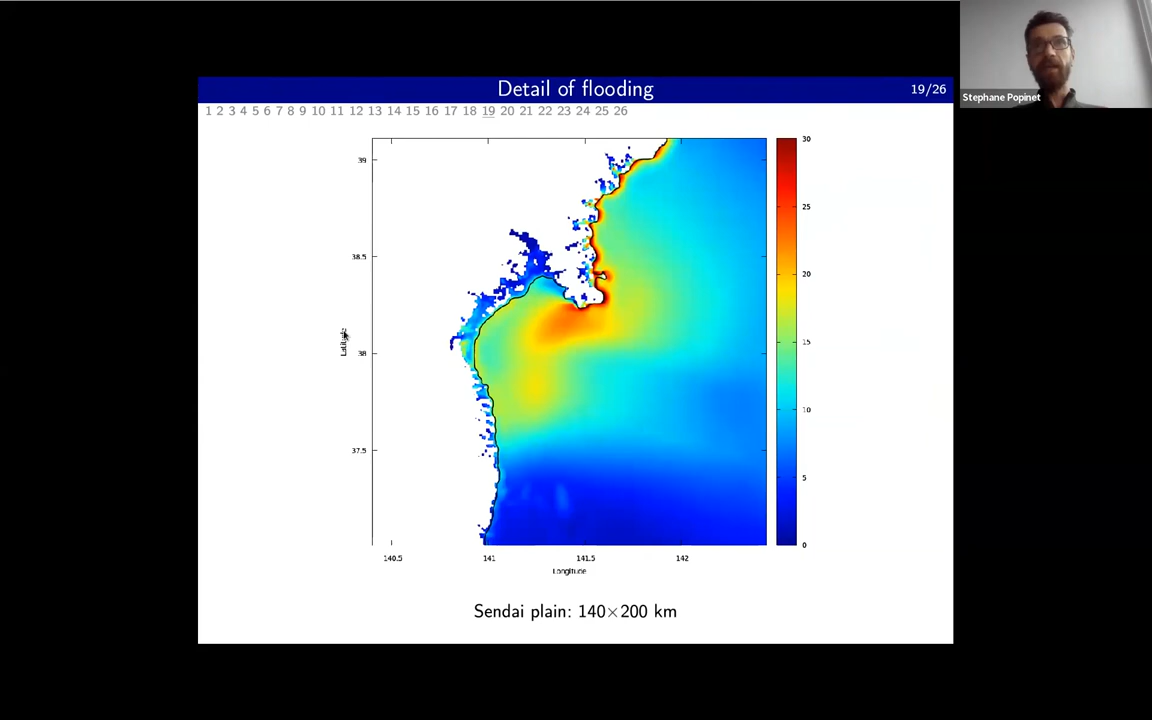 Detail of flooding
19/26
1 2 3 4 5 6 7 8 9 10 11 12 13 14 15 16 17 18 19 20 21 22 23 24 25 26
Stephane Popinet
39
38.5
38
37.5
Latitude
140.5 141 141.5 142
Longitude
30
25
20
15
10
5
0
Sendai plain: 140×200 km